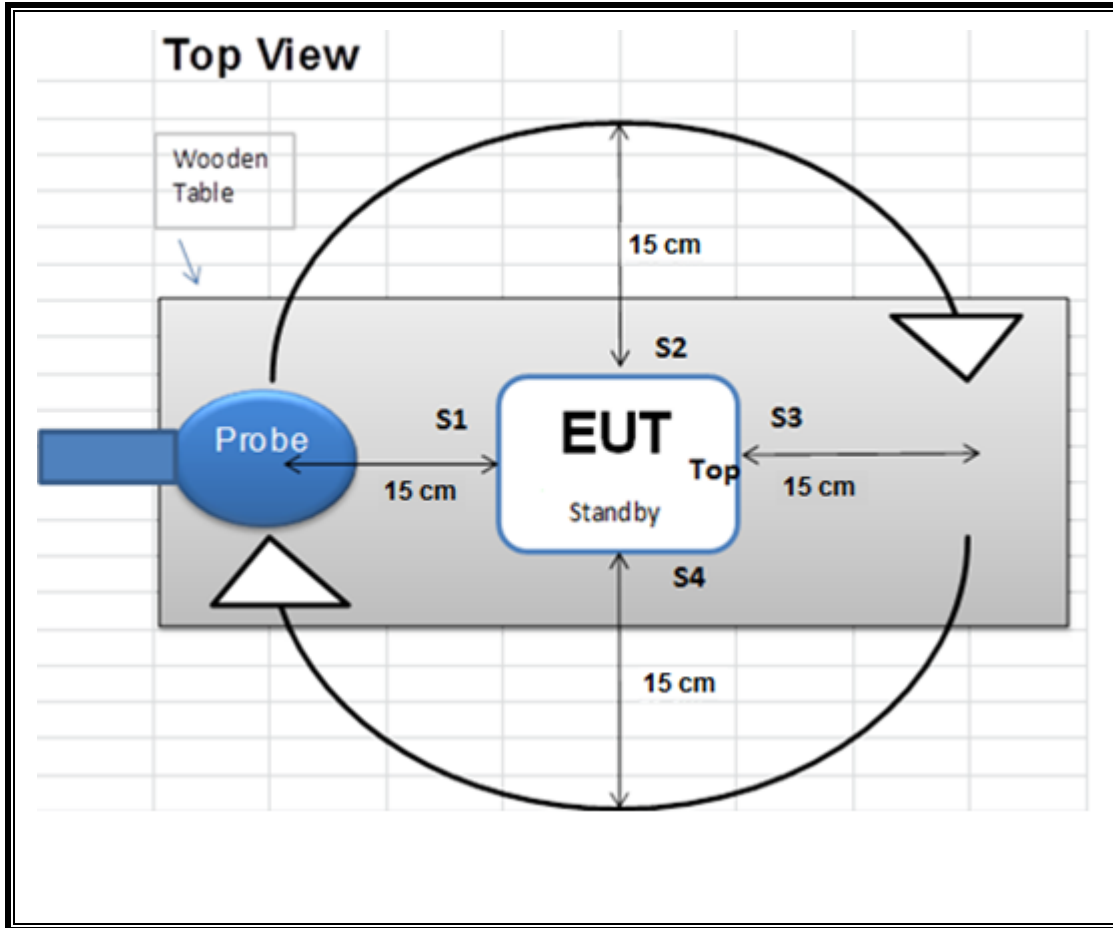 Top View
Wooden
Table
15 cm
S2
S1
EUT
S3
Probe
Top
15 cm
15 cm
Standby
S4
15 cm